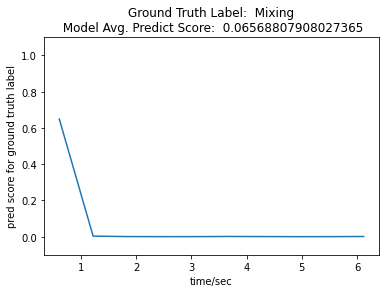 Ground Truth Label:  Mixing
Model Avg. Predict Score:  0.06568807908027365
1.0
0.8
0.6
0.4
0.2
0.0
pred score for ground truth label
1 2 3 4 5 6
time/sec